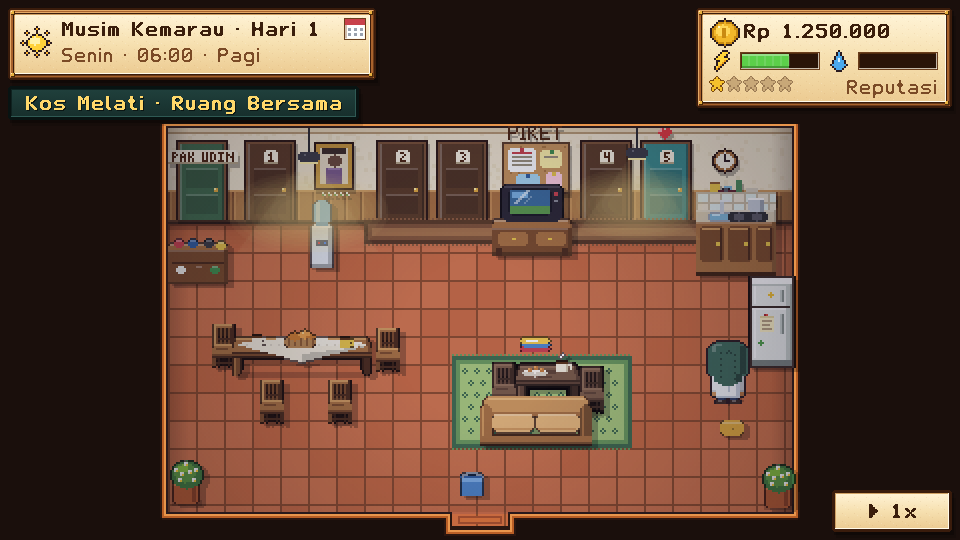 Musim Kemarau · Hari 1
Senin · 06:00 · Pagi
Rp 1.250.000
Reputasi
Kos Melati · Ruang Bersama
PIKET
PAK UDIN
1
2
3
4
5
1x